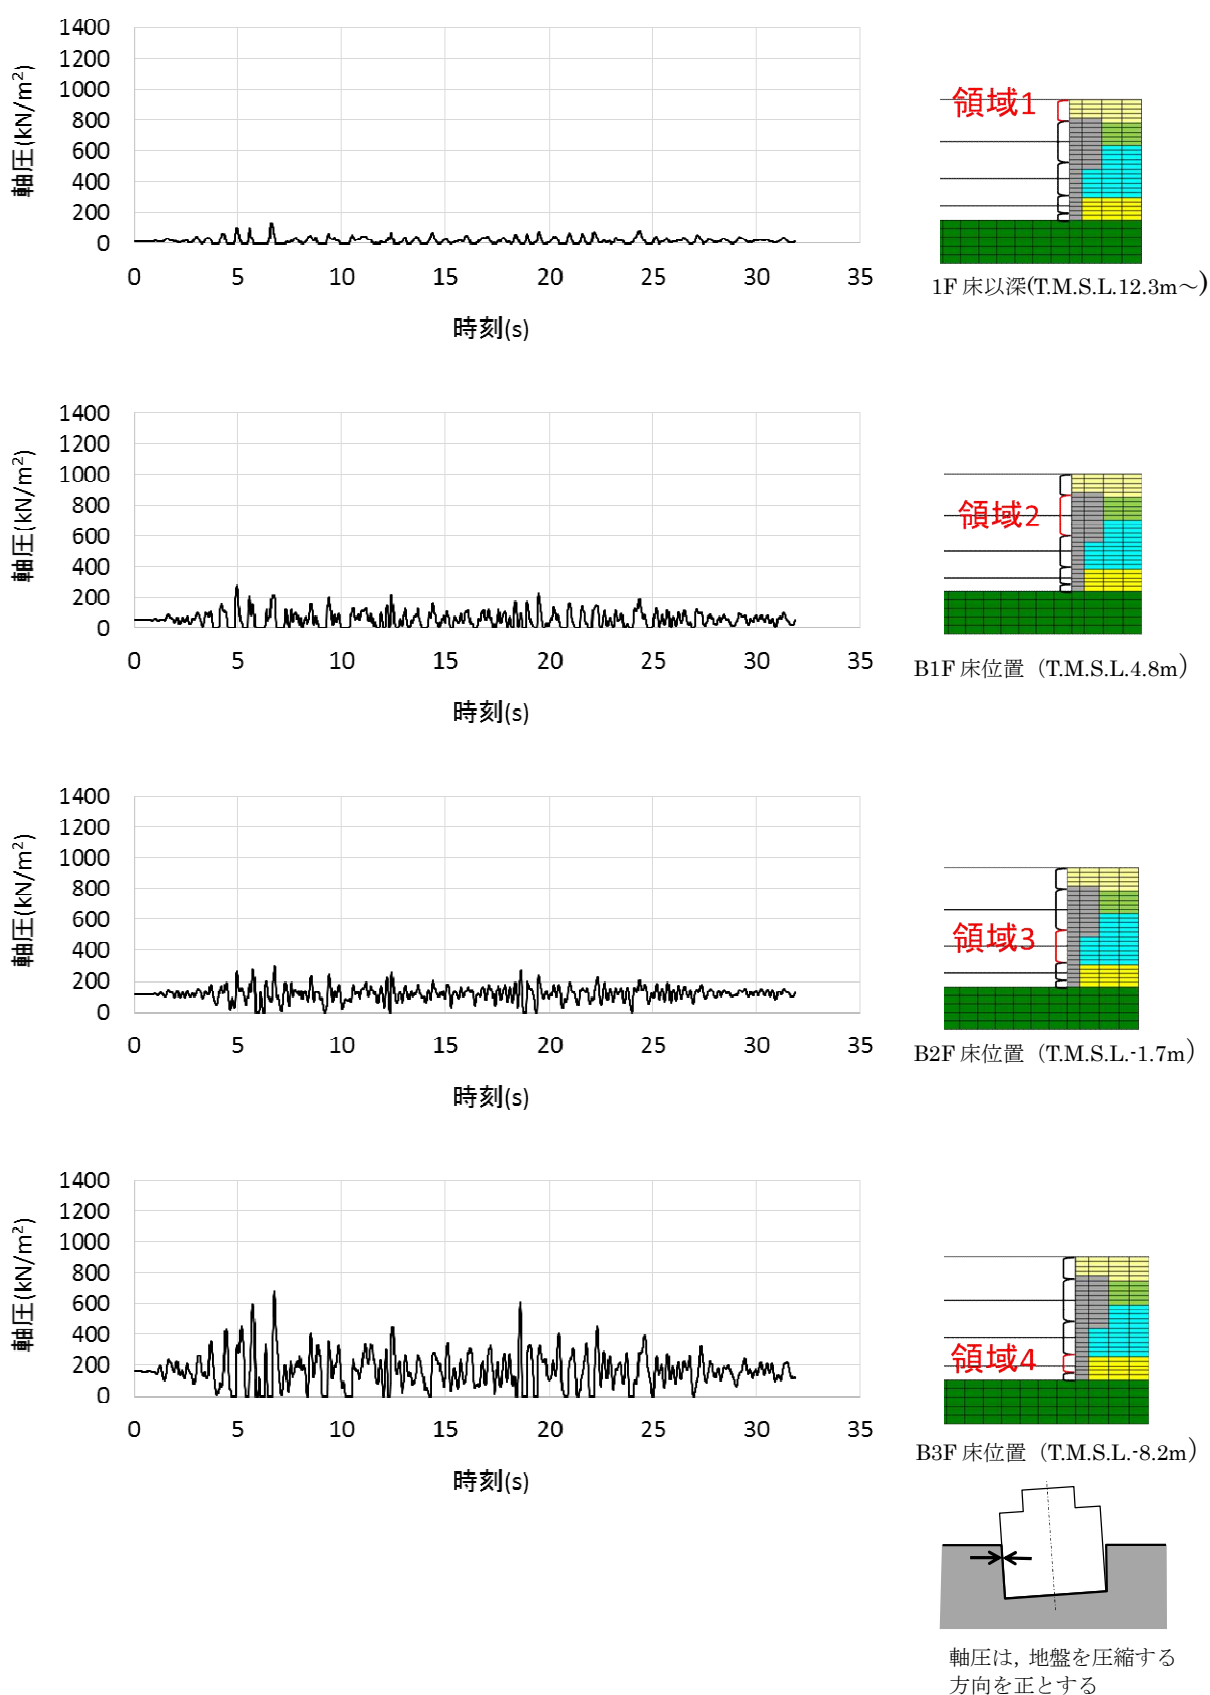 1400
1200
1000
800
600
400
200
0
軸圧(kN/m²)
0 5 10 15 20 25 30 35
時刻(s)
領域1
1F 床以深(T.M.S.L.12.3m～)
1400
1200
1000
800
600
400
200
0
軸圧(kN/m²)
0 5 10 15 20 25 30 35
時刻(s)
領域2
B1F 床位置（T.M.S.L.4.8m）
1400
1200
1000
800
600
400
200
0
軸圧(kN/m²)
0 5 10 15 20 25 30 35
時刻(s)
領域3
B2F 床位置（T.M.S.L.-1.7m）
1400
1200
1000
800
600
400
200
0
軸圧(kN/m²)
0 5 10 15 20 25 30 35
時刻(s)
領域4
B3F 床位置（T.M.S.L.-8.2m）
軸圧は，地盤を圧縮する
方向を正とする